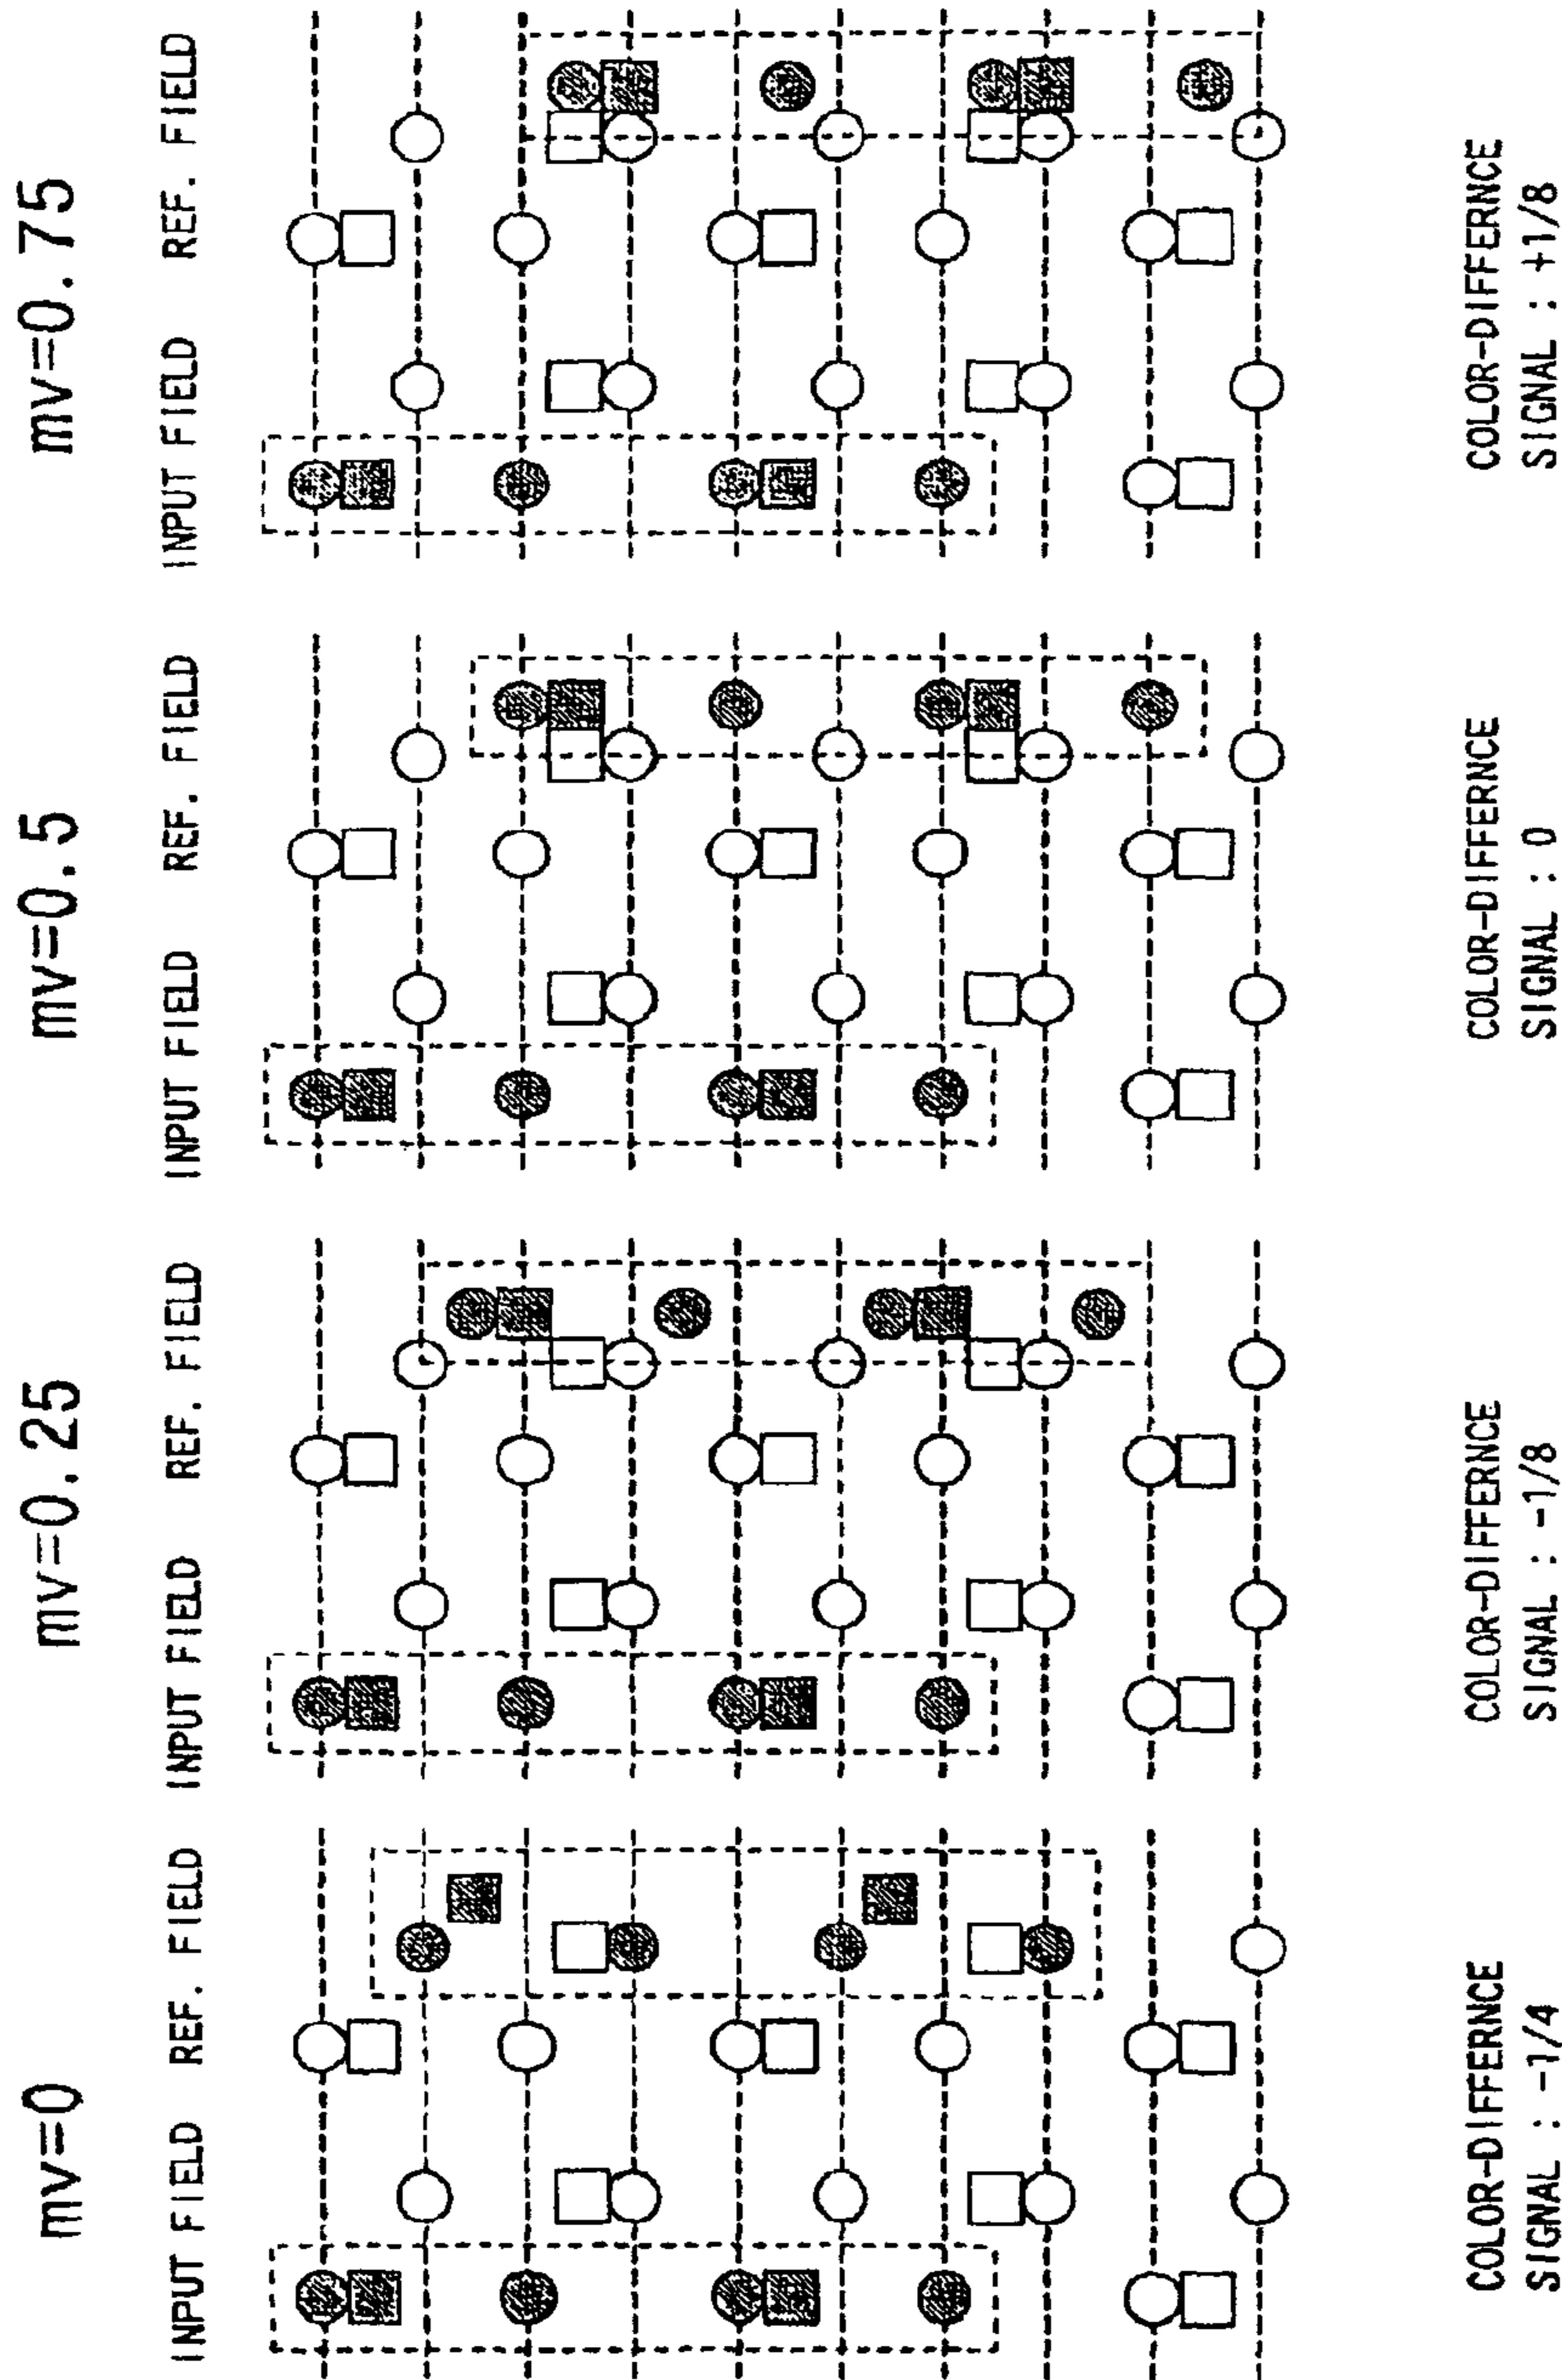 mv=0
INPUT FIELD REF. FIELD
COLOR-DIFFERNCE
SIGNAL : -1/4
mv=0.25
INPUT FIELD REF. FIELD
COLOR-DIFFERNCE
SIGNAL : -1/8
mv=0.5
INPUT FIELD REF. FIELD
COLOR-DIFFERNCE
SIGNAL : 0
mv=0.75
INPUT FIELD REF. FIELD
COLOR-DIFFERNCE
SIGNAL : +1/8